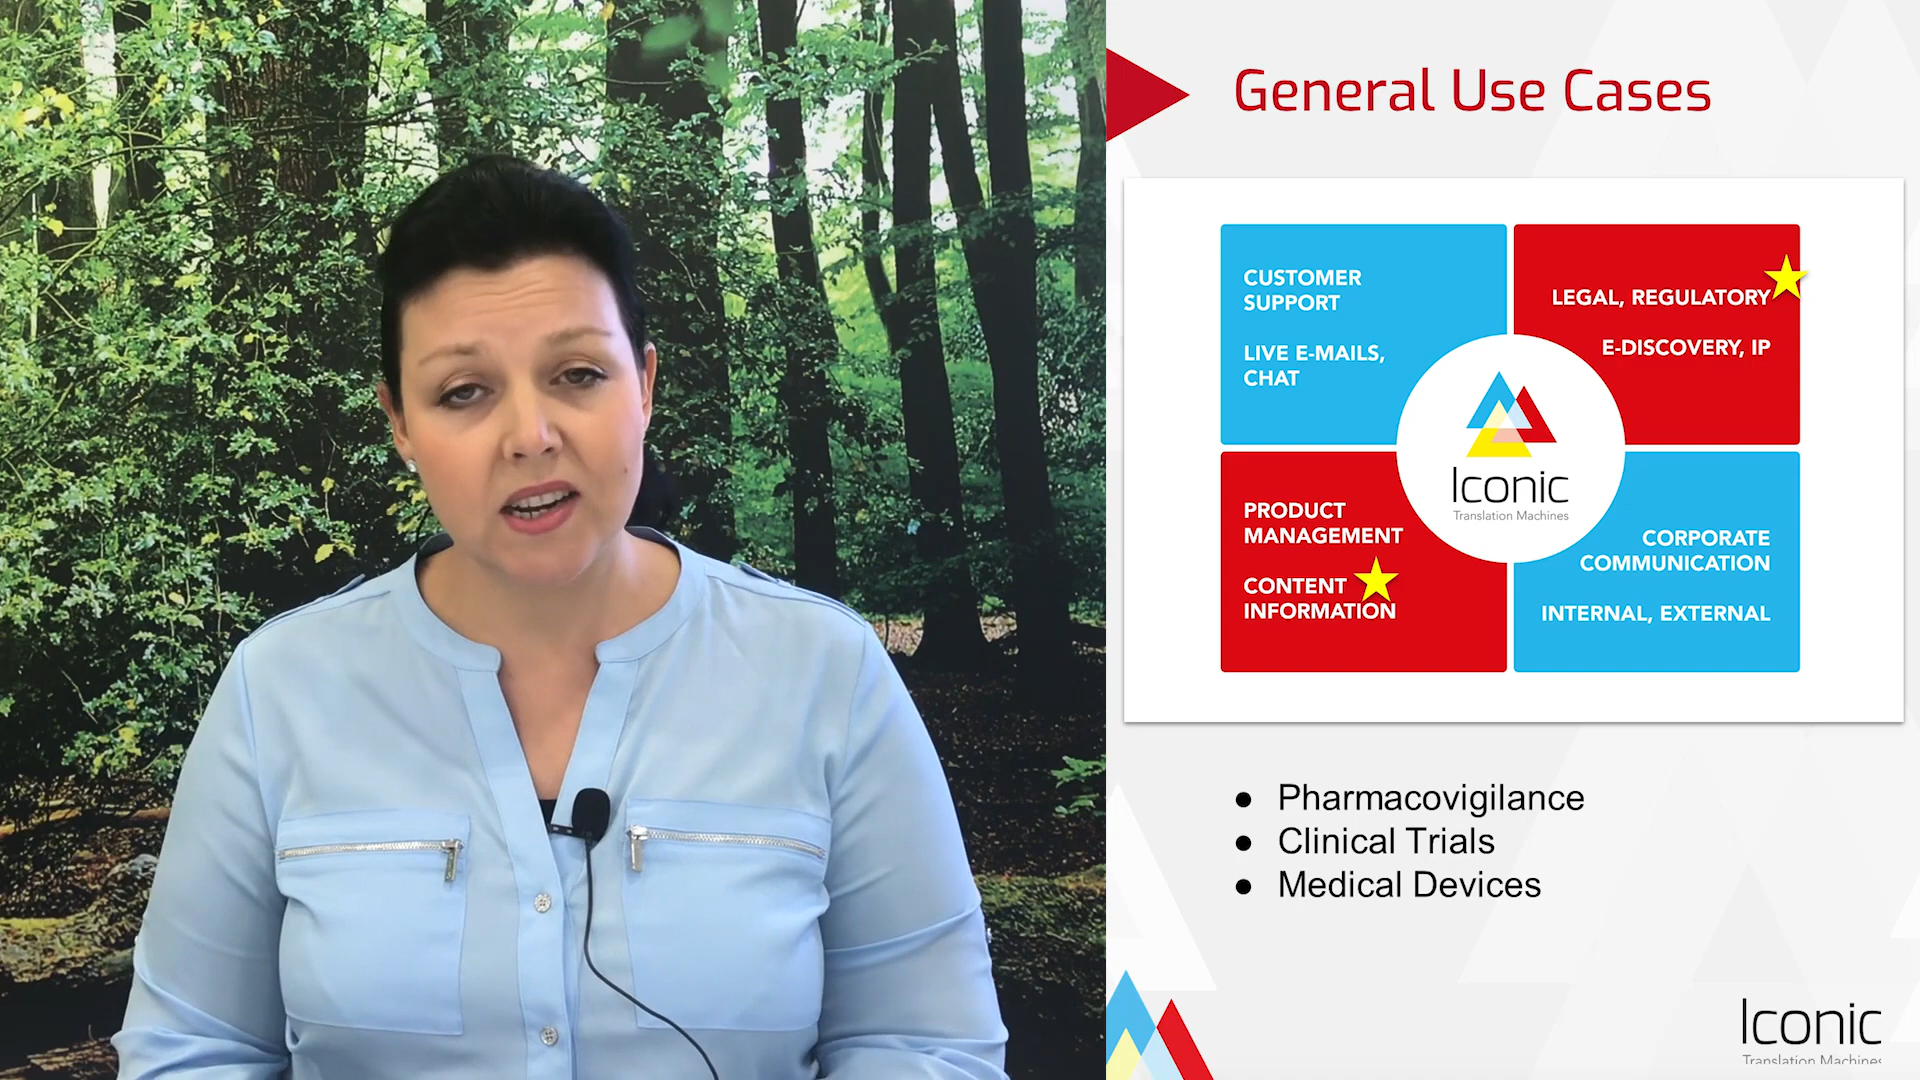 General Use Cases
CUSTOMER
SUPPORT
LIVE E-MAILS,
CHAT
LEGAL, REGULATORY
E-DISCOVERY, IP
Iconic
Translation Machines
PRODUCT
MANAGEMENT
CONTENT
INFORMATION
CORPORATE
COMMUNICATION
INTERNAL, EXTERNAL
● Pharmacovigilance
● Clinical Trials
● Medical Devices
Iconic
Translation Machines